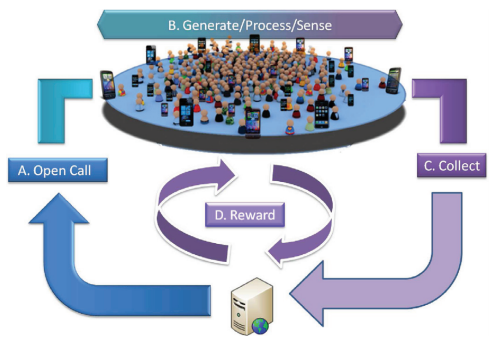 B. Generate/Process/Sense
A. Open Call
C. Collect
D. Reward